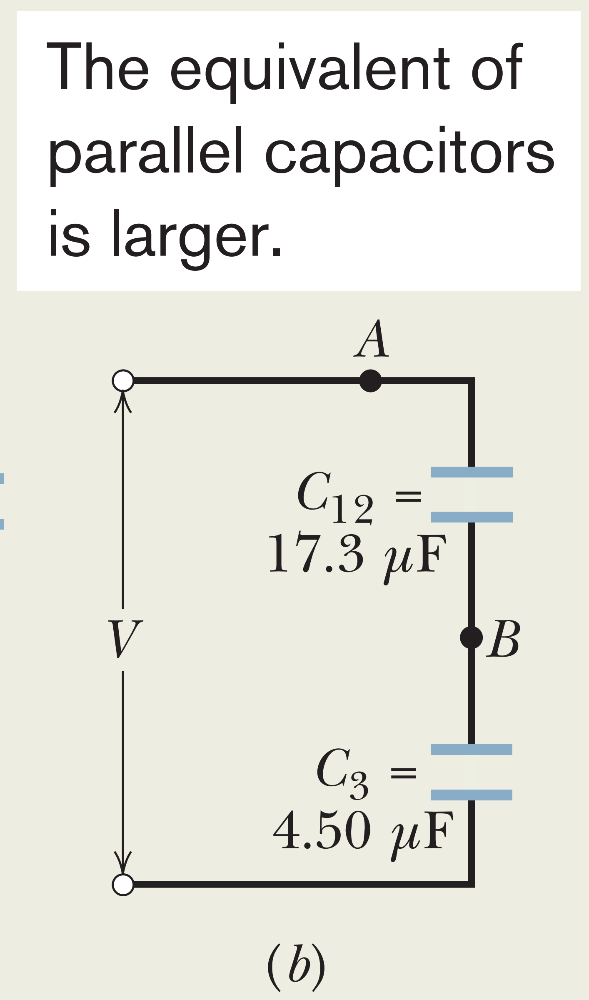 The equivalent of
parallel capacitors
is larger.
A
C₁₂ =
17.3 μF
V
B
C₃ =
4.50 μF
(b)